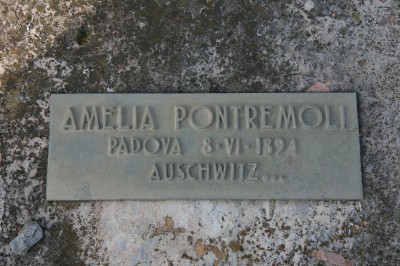 AMELIA PONTREMOLI
PADOVA 8·VI·1894
AUSCHWITZ...